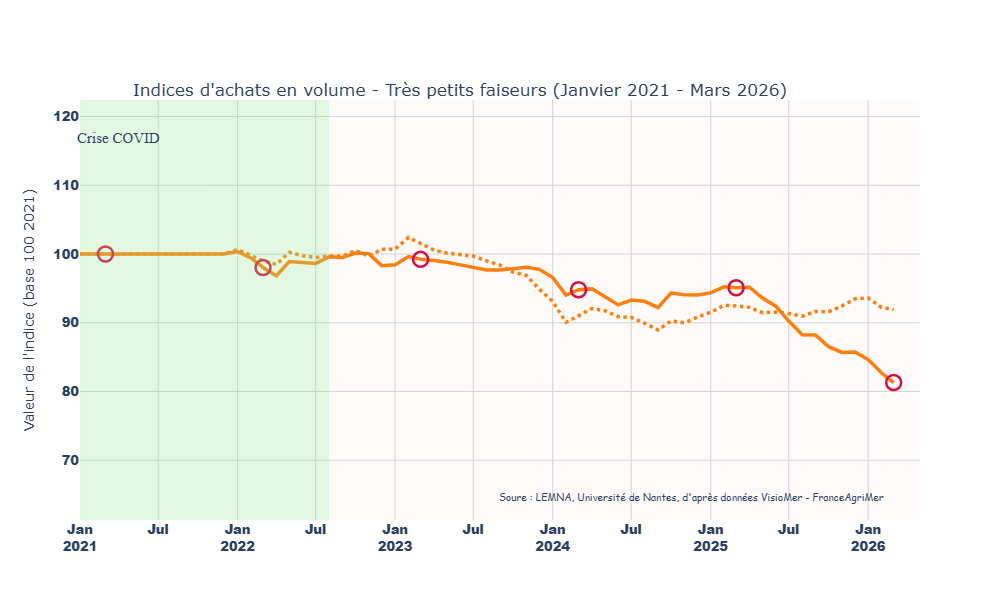 Indices d'achats en volume - Très petits faiseurs (Janvier 2021 - Mars 2026)
120
Crise COVID
110
100
90
80
70
Valeur de l'indice (base 100 2021)
Soure : LEMNA, Université de Nantes, d'après données VisioMer - FranceAgriMer
Jan Jul Jan Jul Jan Jul Jan Jul Jan Jul Jan
2021 2022 2023 2024 2025 2026